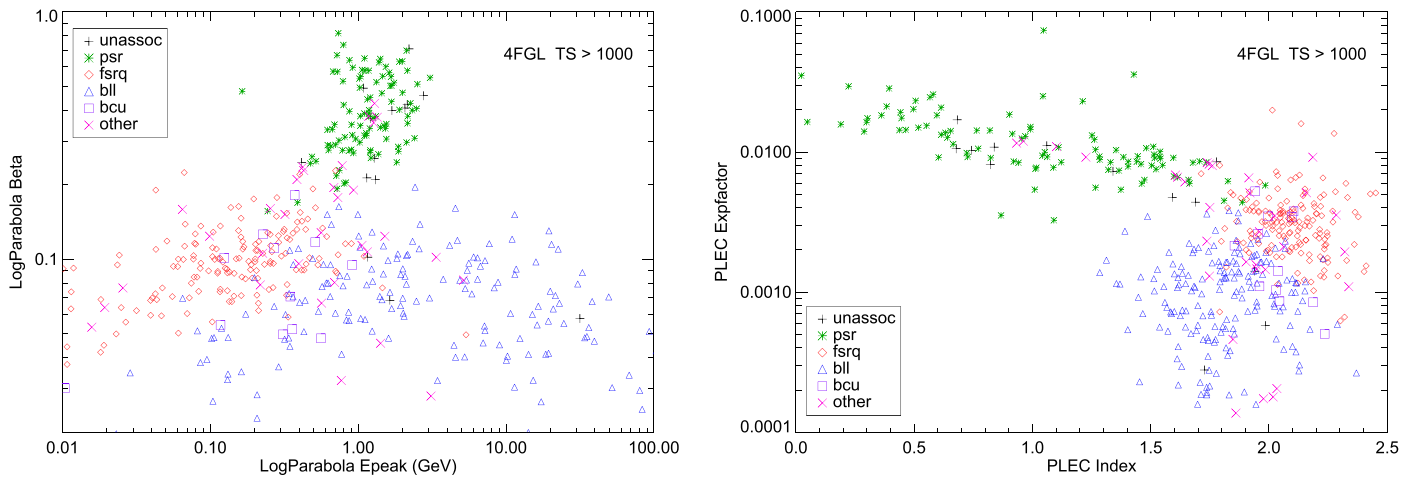 1.0
unassoc
psr
fsrq
bll
bcu
other
4FGL TS > 1000
LogParabola Beta
0.1
0.01 0.10 1.00 10.00 100.00
LogParabola Epeak (GeV)
0.1000
4FGL TS > 1000
0.0100
PLEC Expfactor
0.0010
unassoc
psr
fsrq
bll
bcu
other
0.0001
0.0 0.5 1.0 1.5 2.0 2.5
PLEC Index